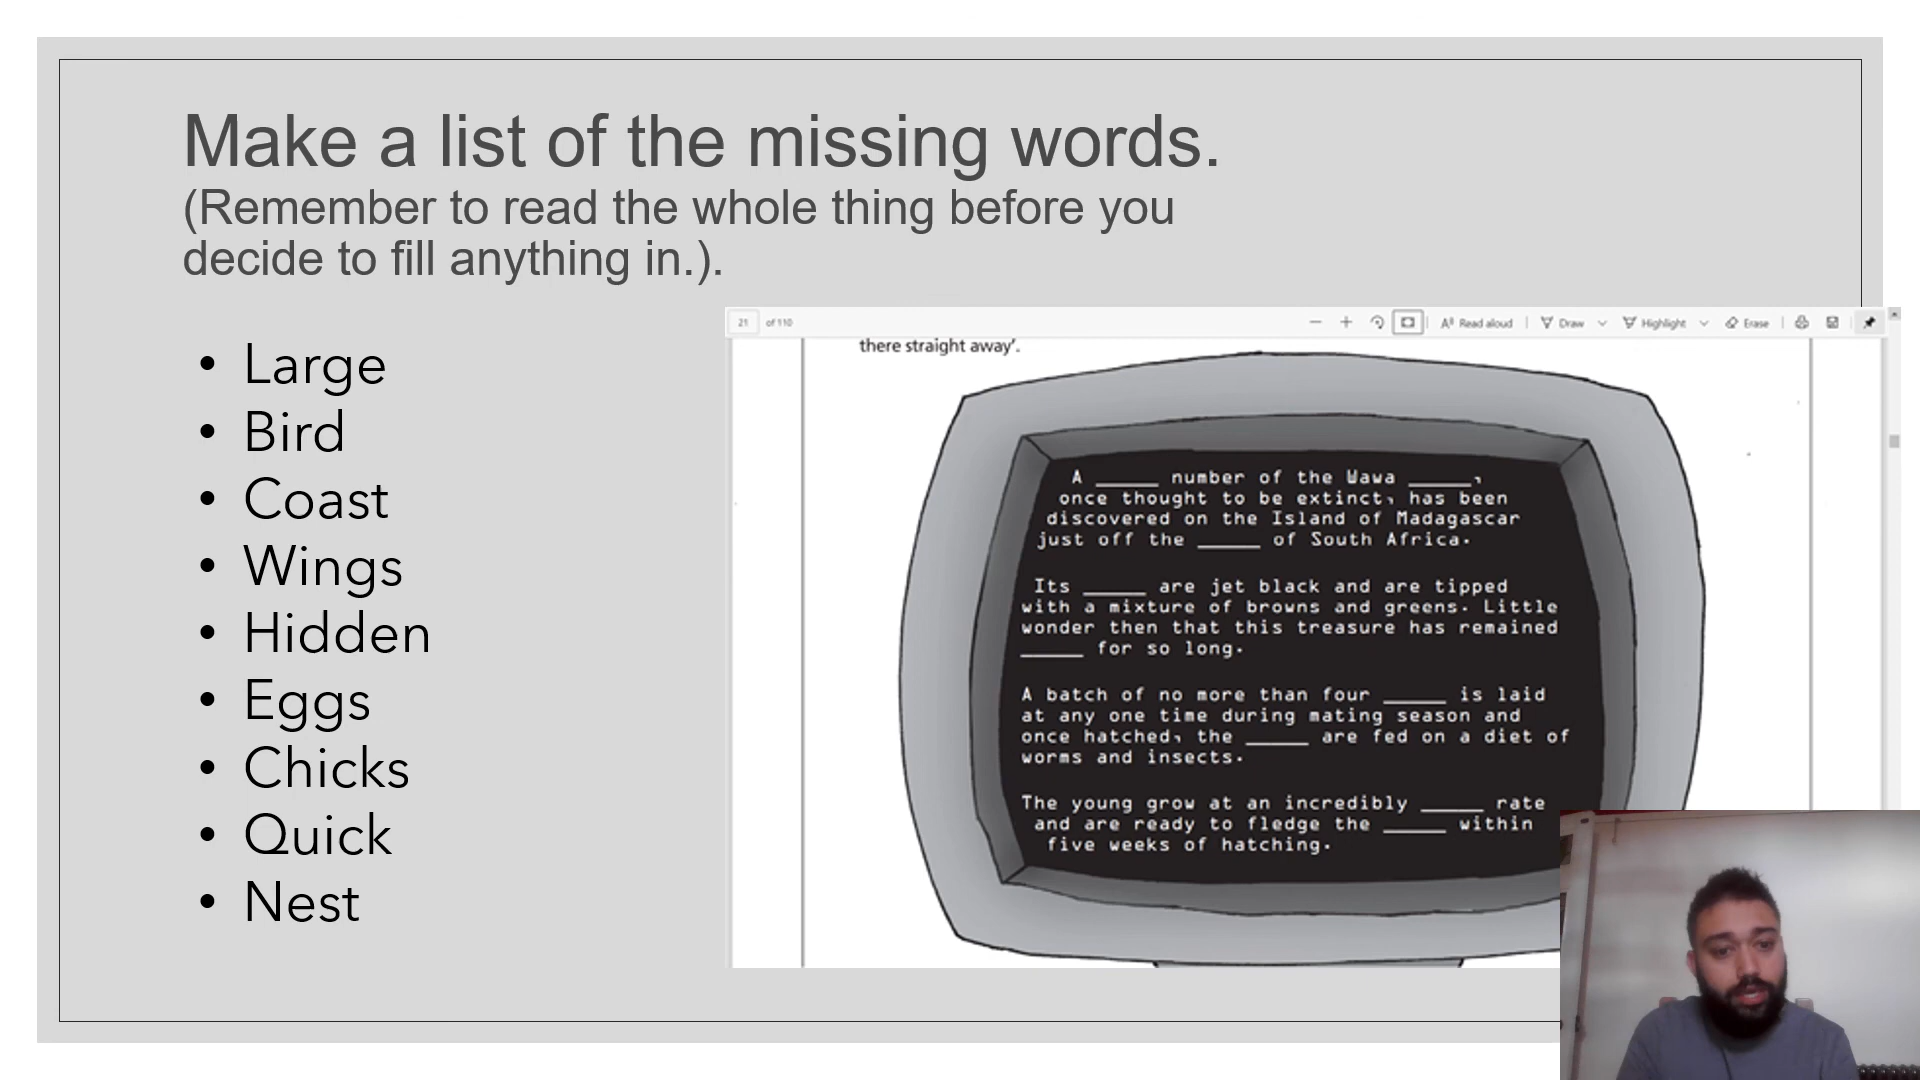 Make a list of the missing words.
(Remember to read the whole thing before you
decide to fill anything in.).
• Large
• Bird
• Coast
• Wings
• Hidden
• Eggs
• Chicks
• Quick
• Nest
21 of 110
Read aloud Draw Highlight Erase
there straight away'.
A _____ number of the Wawa _____,
once thought to be extinct, has been
discovered on the Island of Madagascar
just off the _____ of South Africa.
Its _____ are jet black and are tipped
with a mixture of browns and greens. Little
wonder then that this treasure has remained
_____ for so long.
A batch of no more than four _____ is laid
at any one time during mating season and
once hatched, the _____ are fed on a diet of
worms and insects.
The young grow at an incredibly _____ rate
and are ready to fledge the _____ within
five weeks of hatching.